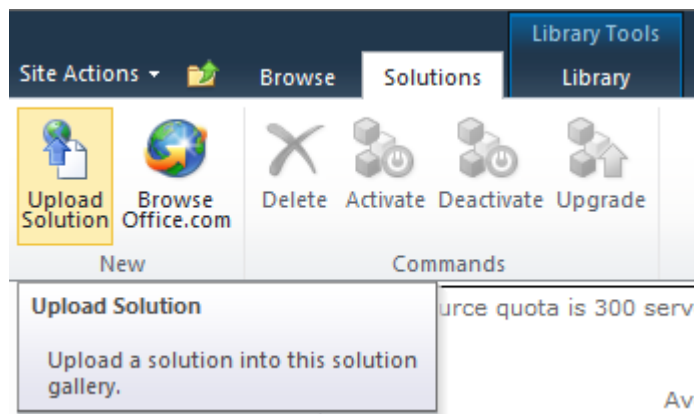 Library Tools
Site Actions
Browse
Solutions
Library
Upload
Solution
Browse
Office.com
Delete
Activate
Deactivate
Upgrade
New
Commands
Upload Solution
urce quota is 300 serv
Upload a solution into this solution
gallery.
Av